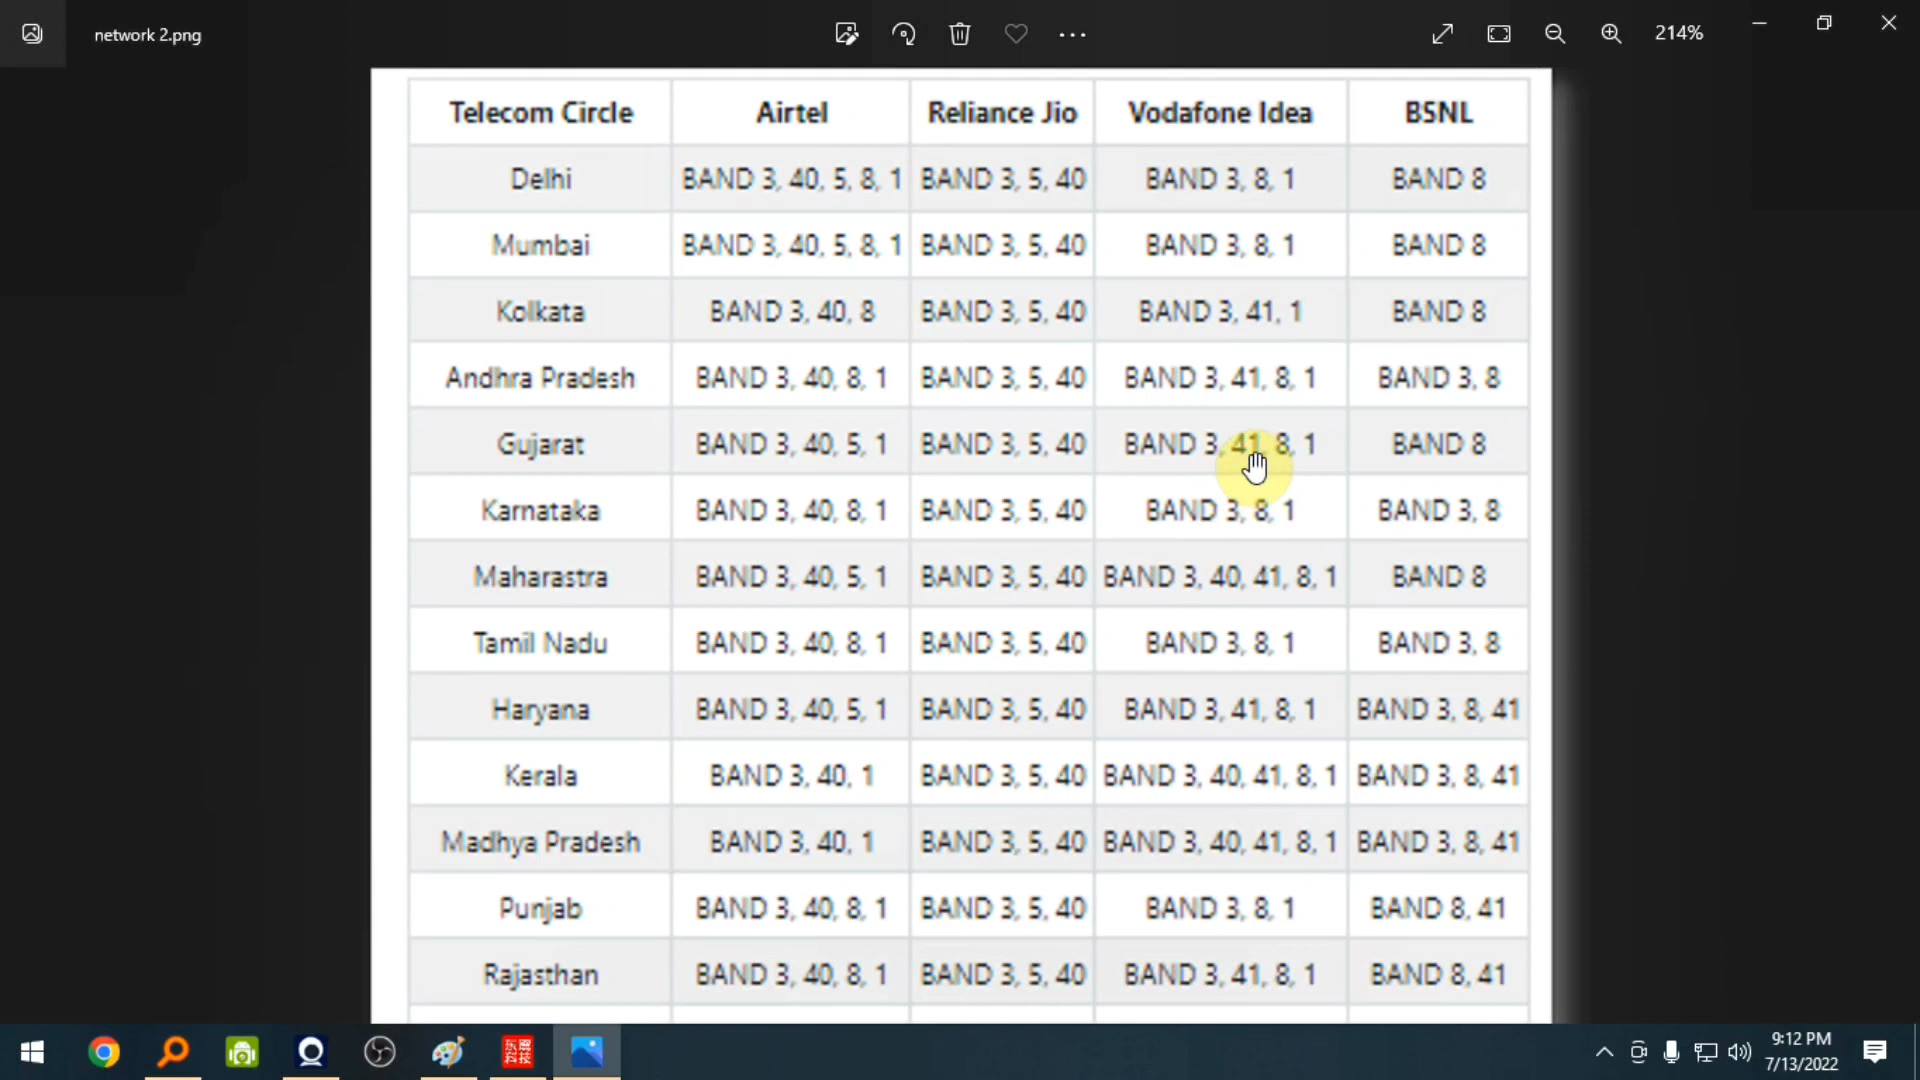 network 2.png
214%
Telecom Circle Airtel Reliance Jio Vodafone Idea BSNL
Delhi BAND 3, 40, 5, 8, 1 BAND 3, 5, 40 BAND 3, 8, 1 BAND 8
Mumbai BAND 3, 40, 5, 8, 1 BAND 3, 5, 40 BAND 3, 8, 1 BAND 8
Kolkata BAND 3, 40, 8 BAND 3, 5, 40 BAND 3, 41, 1 BAND 8
Andhra Pradesh BAND 3, 40, 8, 1 BAND 3, 5, 40 BAND 3, 41, 8, 1 BAND 3, 8
Gujarat BAND 3, 40, 5, 1 BAND 3, 5, 40 BAND 3, 41, 8, 1 BAND 8
Karnataka BAND 3, 40, 8, 1 BAND 3, 5, 40 BAND 3, 8, 1 BAND 3, 8
Maharastra BAND 3, 40, 5, 1 BAND 3, 5, 40 BAND 3, 40, 41, 8, 1 BAND 8
Tamil Nadu BAND 3, 40, 8, 1 BAND 3, 5, 40 BAND 3, 8, 1 BAND 3, 8
Haryana BAND 3, 40, 5, 1 BAND 3, 5, 40 BAND 3, 41, 8, 1 BAND 3, 8, 41
Kerala BAND 3, 40, 1 BAND 3, 5, 40 BAND 3, 40, 41, 8, 1 BAND 3, 8, 41
Madhya Pradesh BAND 3, 40, 1 BAND 3, 5, 40 BAND 3, 40, 41, 8, 1 BAND 3, 8, 41
Punjab BAND 3, 40, 8, 1 BAND 3, 5, 40 BAND 3, 8, 1 BAND 8, 41
Rajasthan BAND 3, 40, 8, 1 BAND 3, 5, 40 BAND 3, 41, 8, 1 BAND 8, 41
9:12 PM
7/13/2022